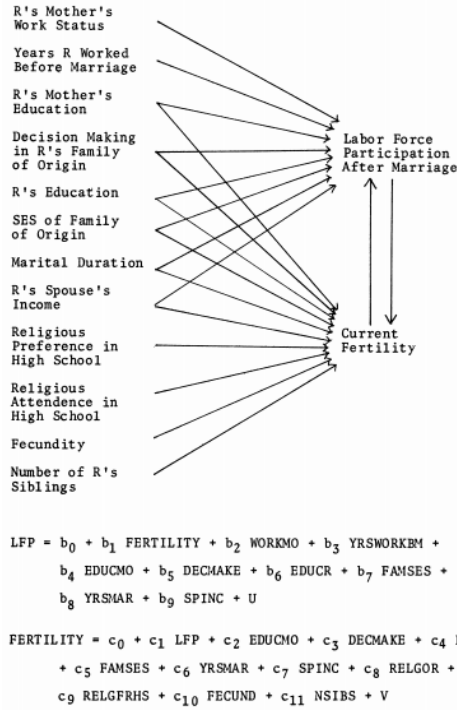 R's Mother's
Work Status
Years R Worked
Before Marriage
R's Mother's
Education
Decision Making
in R's Family
of Origin
R's Education
SES of Family
of Origin
Marital Duration
R's Spouse's
Income
Religious
Preference in
High School
Religious
Attendence in
High School
Fecundity
Number of R's
Siblings
Labor Force
Participation
After Marriage
Current
Fertility
LFP = b0 + b1 FERTILITY + b2 WORKMO + b3 YRSWORKBM +
b4 EDUCMO + b5 DECMAKE + b6 EDUCR + b7 FAMSES +
b8 YRSMAR + b9 SPINC + U
FERTILITY = c0 + c1 LFP + c2 EDUCMO + c3 DECMAKE + c4
+ c5 FAMSES + c6 YRSMAR + c7 SPINC + c8 RELGOR +
c9 RELGFRHS + c10 FECUND + c11 NSIBS + V